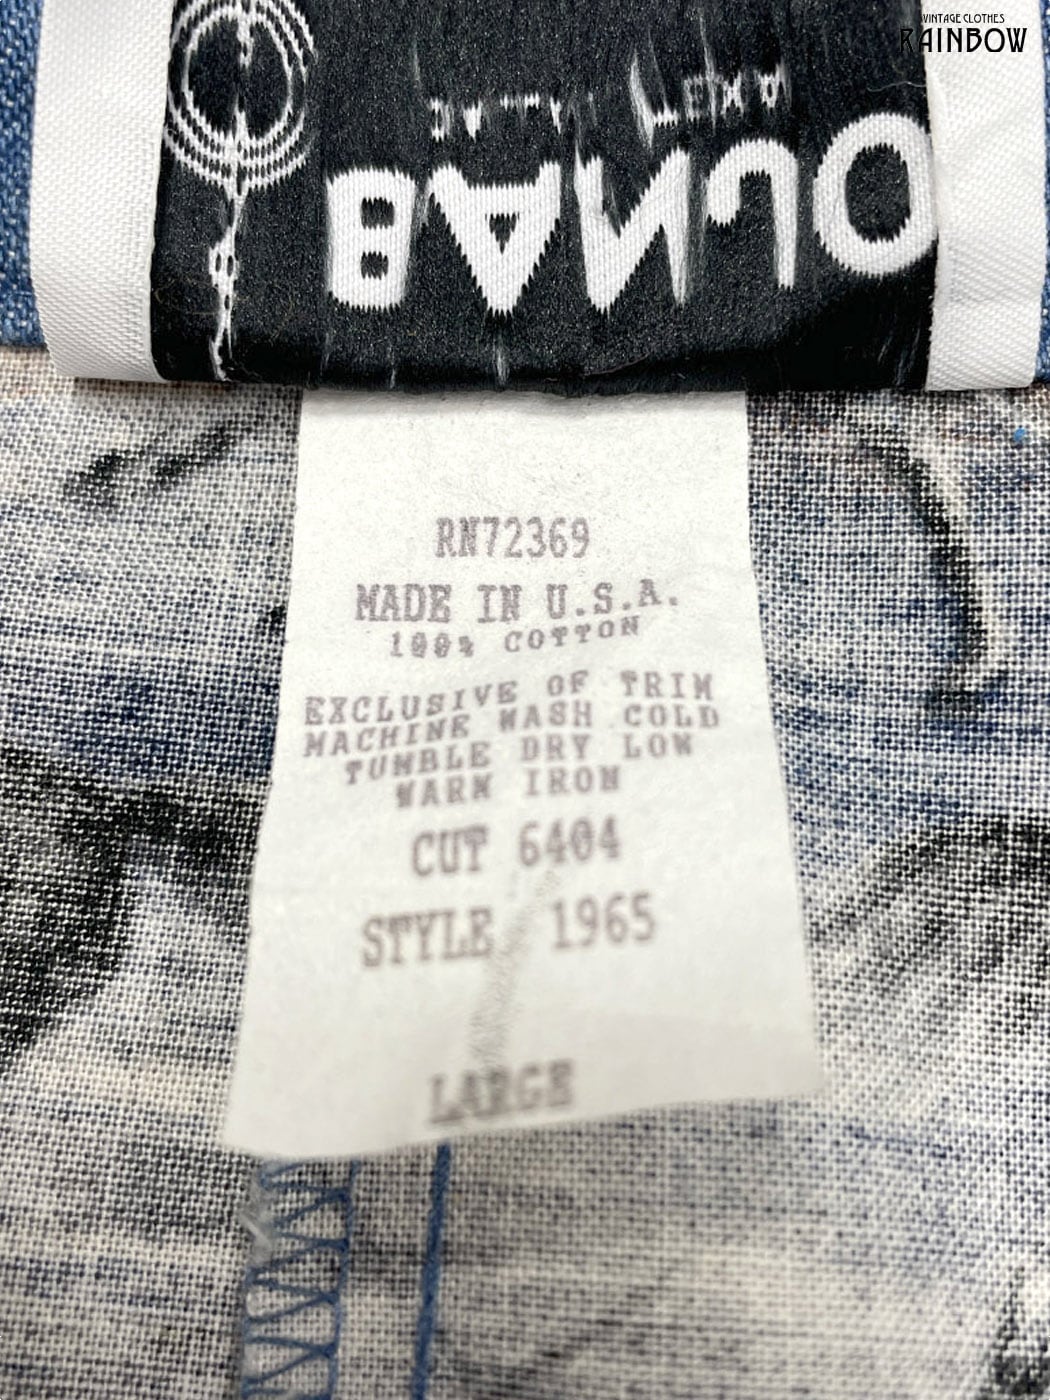 VINTAGE CLOTHES
RAINBOW
RN72369
MADE IN U.S.A.
100% COTTON
EXCLUSIVE OF TRIM
MACHINE WASH COLD
TUMBLE DRY LOW
WARM IRON
CUT 6404
STYLE 1965
LARGE